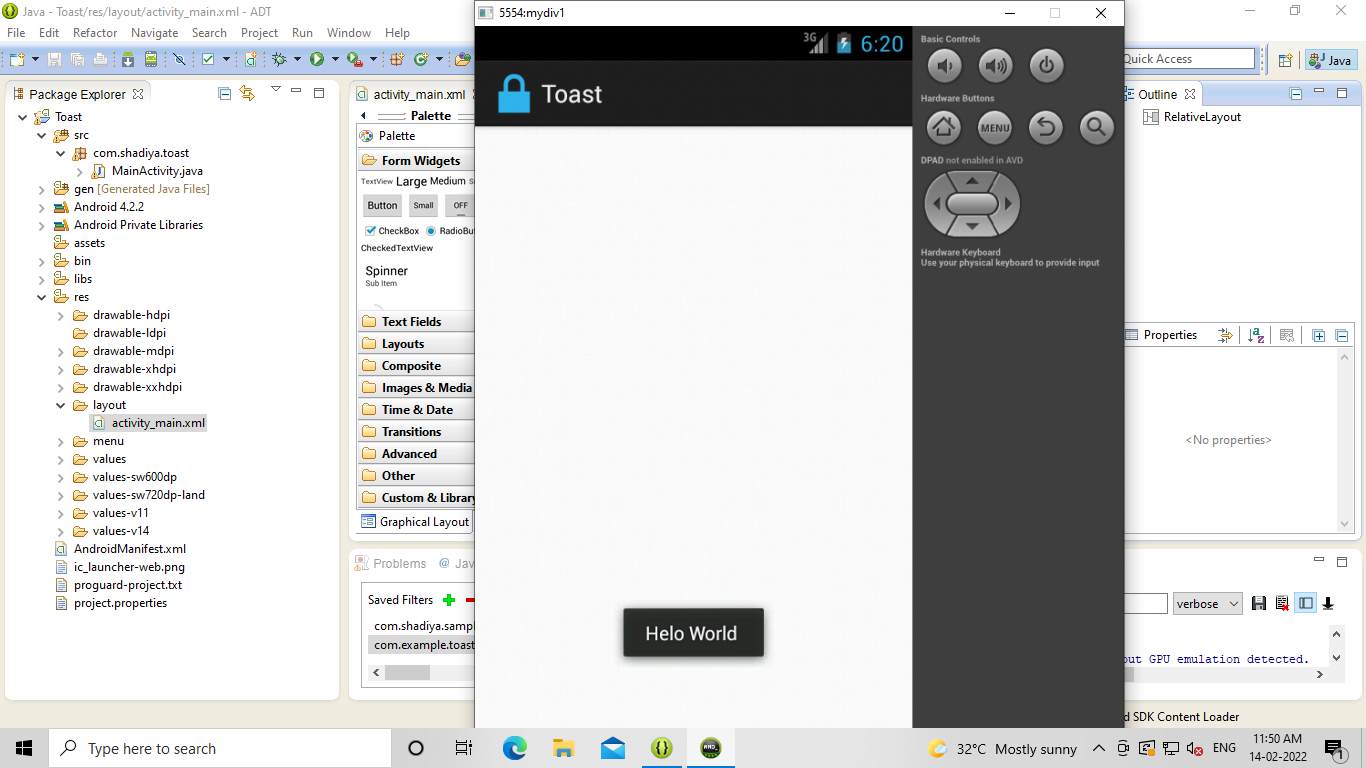 Java - Toast/res/layout/activity_main.xml - ADT
File Edit Refactor Navigate Search Project Run Window Help
Quick Access
Java
Package Explorer
Toast
src
com.shadiya.toast
MainActivity.java
gen [Generated Java Files]
Android 4.2.2
Android Private Libraries
assets
bin
libs
res
drawable-hdpi
drawable-ldpi
drawable-mdpi
drawable-xhdpi
drawable-xxhdpi
layout
activity_main.xml
menu
values
values-sw600dp
values-sw720dp-land
values-v11
values-v14
AndroidManifest.xml
ic_launcher-web.png
proguard-project.txt
project.properties
activity_main.xml
Palette
Palette
Form Widgets
TextView Large Medium
Button Small OFF
CheckBox RadioBu
CheckedTextView
Spinner
Sub Item
Text Fields
Layouts
Composite
Images & Media
Time & Date
Transitions
Advanced
Other
Custom & Library
Graphical Layout
Problems @ Jav
Saved Filters
com.shadiya.samp
com.example.toast
5554:mydiv1
3G 6:20
Toast
Helo World
Basic Controls
Hardware Buttons
MENU
DPAD not enabled in AVD
Hardware Keyboard
Use your physical keyboard to provide input
Outline
RelativeLayout
Properties
<No properties>
verbose
out GPU emulation detected.
d SDK Content Loader
Type here to search
32°C Mostly sunny
ENG
11:50 AM
14-02-2022
1